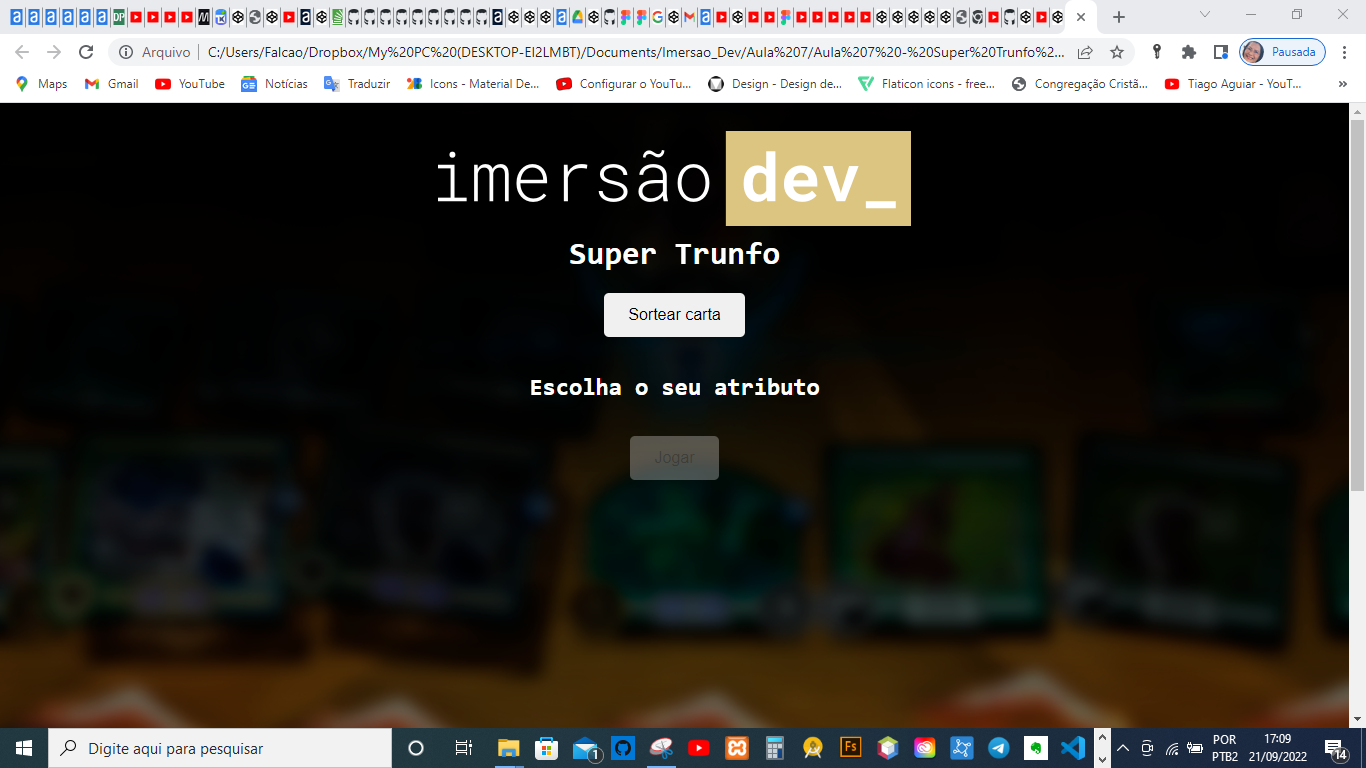 Arquivo
C:/Users/Falcao/Dropbox/My%20PC%20(DESKTOP-EI2LMBT)/Documents/Imersao_Dev/Aula%207/Aula%207%20-%20Super%20Trunfo%2...
Pausada
Maps
Gmail
YouTube
Notícias
Traduzir
Icons - Material De...
Configurar o YouTu...
Design - Design de...
Flaticon icons - free...
Congregação Cristã...
Tiago Aguiar - YouT...
»
imersão dev_
Super Trunfo
Sortear carta
Escolha o seu atributo
Jogar
Digite aqui para pesquisar
1
Fs
POR
PTB2
17:09
21/09/2022
14